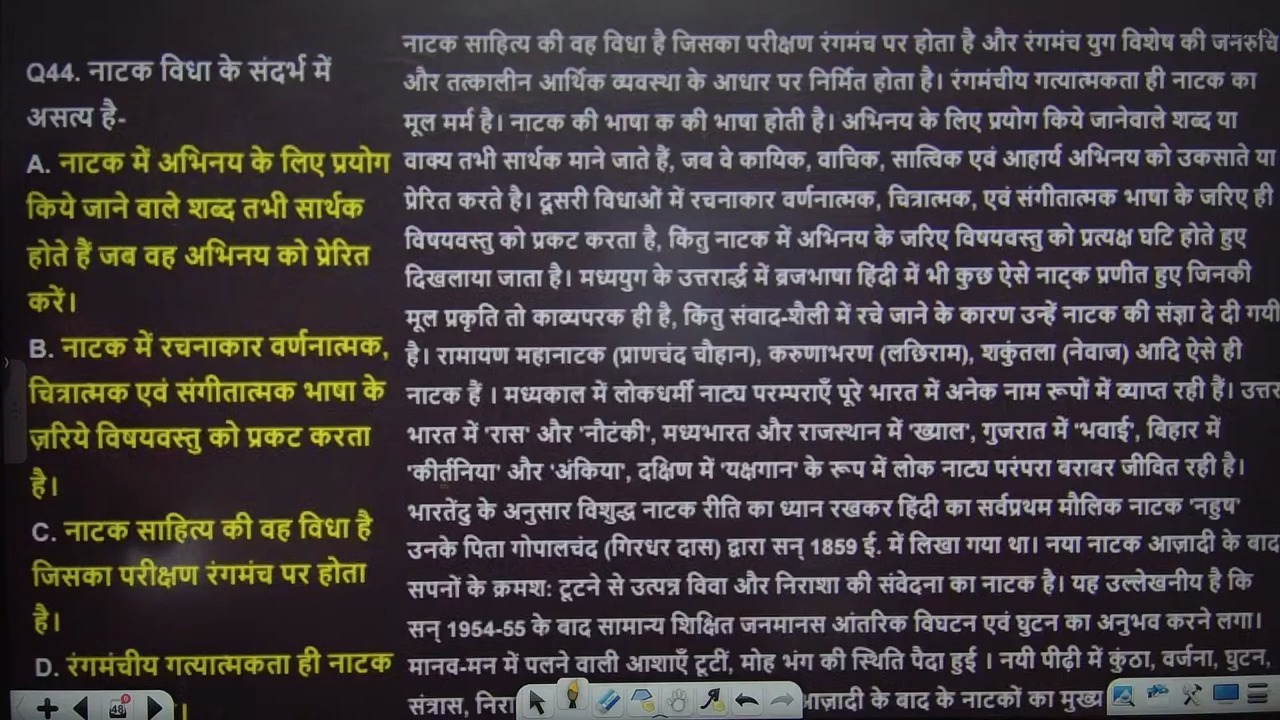 Q44. नाटक विधा के संदर्भ में
असत्य है-
A. नाटक में अभिनय के लिए प्रयोग
किये जाने वाले शब्द तभी सार्थक
होते हैं जब वह अभिनय को प्रेरित
करें।
B. नाटक में रचनाकार वर्णनात्मक,
चित्रात्मक एवं संगीतात्मक भाषा के
ज़रिये विषयवस्तु को प्रकट करता
है।
C. नाटक साहित्य की वह विधा है
जिसका परीक्षण रंगमंच पर होता
है।
D. रंगमंचीय गत्यात्मकता ही नाटक
नाटक साहित्य की वह विधा है जिसका परीक्षण रंगमंच पर होता है और रंगमंच युग विशेष की
और तत्कालीन आर्थिक व्यवस्था के आधार पर निर्मित होता है। रंगमंचीय गत्यात्मकता ही नाटक का
मूल मर्म है। नाटक की भाषा क की भाषा होती है। अभिनय के लिए प्रयोग किये जानेवाले शब्द या
वाक्य तभी सार्थक माने जाते हैं, जब वे कायिक, वाचिक, सात्विक एवं आहार्य अभिनय को उकसाते या
प्रेरित करते है। दूसरी विधाओं में रचनाकार वर्णनात्मक, चित्रात्मक, एवं संगीतात्मक भाषा के जरिए ही
विषयवस्तु को प्रकट करता है, किंतु नाटक में अभिनय के जरिए विषयवस्तु को प्रत्यक्ष घटि होते हुए
दिखलाया जाता है। मध्ययुग के उत्तरार्द्ध में ब्रजभाषा हिंदी में भी कुछ ऐसे नाट्क प्रणीत हुए जिनकी
मूल प्रकृति तो काव्यपरक ही है, किंतु संवाद-शैली में रचे जाने के कारण उन्हें नाटक की संज्ञा दे दी गयी
है। रामायण महानाटक (प्राणचंद चौहान), करुणाभरण (लछिराम), शकुंतला (नेवाज) आदि ऐसे ही
नाटक हैं । मध्यकाल में लोकधर्मी नाट्य परम्पराएँ पूरे भारत में अनेक नाम रूपों में व्याप्त रही हैं। उत्तर
भारत में 'रास' और 'नौटंकी', मध्यभारत और राजस्थान में 'ख्याल', गुजरात में 'भवाई', बिहार में
'कीर्तनिया' और 'अंकिया', दक्षिण में 'यक्षगान' के रूप में लोक नाट्य परंपरा बराबर जीवित रही है।
भारतेंदु के अनुसार विशुद्ध नाटक रीति का ध्यान रखकर हिंदी का सर्वप्रथम मौलिक नाटक 'नहुष'
उनके पिता गोपालचंद (गिरधर दास) द्वारा सन् 1859 ई. में लिखा गया था। नया नाटक आज़ादी के बाद
सपनों के क्रमश: टूटने से उत्पन्न विवा और निराशा की संवेदना का नाटक है। यह उल्लेखनीय है कि
सन् 1954-55 के बाद सामान्य शिक्षित जनमानस आंतरिक विघटन एवं घुटन का अनुभव करने लगा।
मानव-मन में पलने वाली आशाएँ टूटीं, मोह भंग की स्थिति पैदा हुई । नयी पीढ़ी में कुंठा, वर्जना, घुटन,
संत्रास, के बाद के नाटकों का मुख्य
48